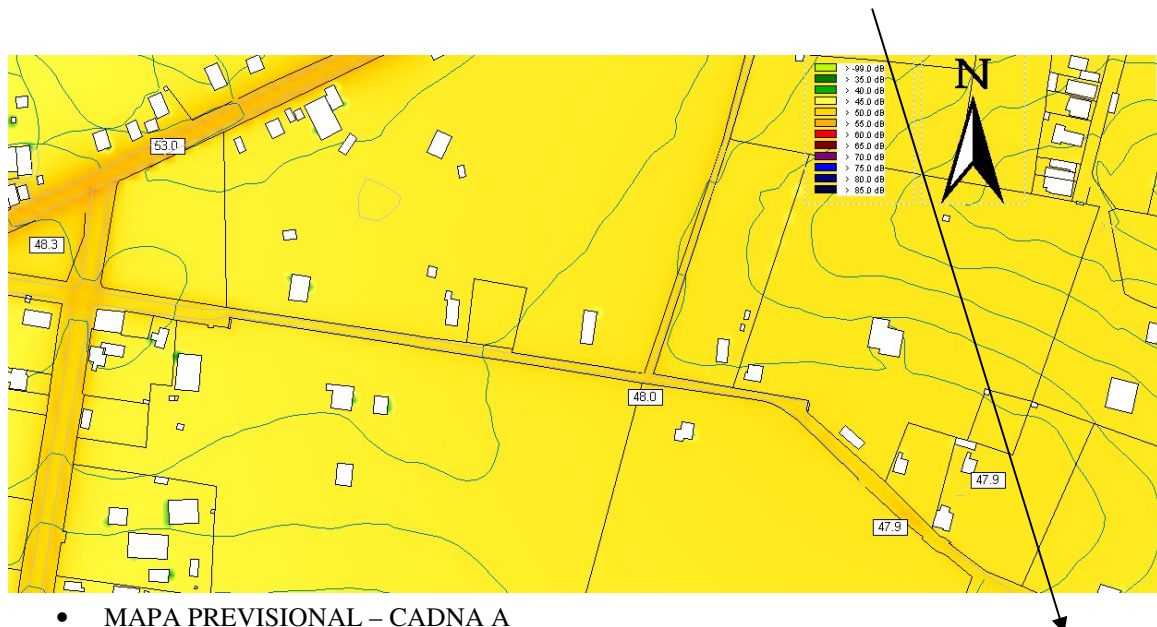 > -99.0 dB
> 35.0 dB
> 40.0 dB
> 45.0 dB
> 50.0 dB
> 55.0 dB
> 60.0 dB
> 65.0 dB
> 70.0 dB
> 75.0 dB
> 80.0 dB
> 85.0 dB
N
53.0
48.3
48.0
47.9
47.9
• MAPA PREVISIONAL – CADNA A